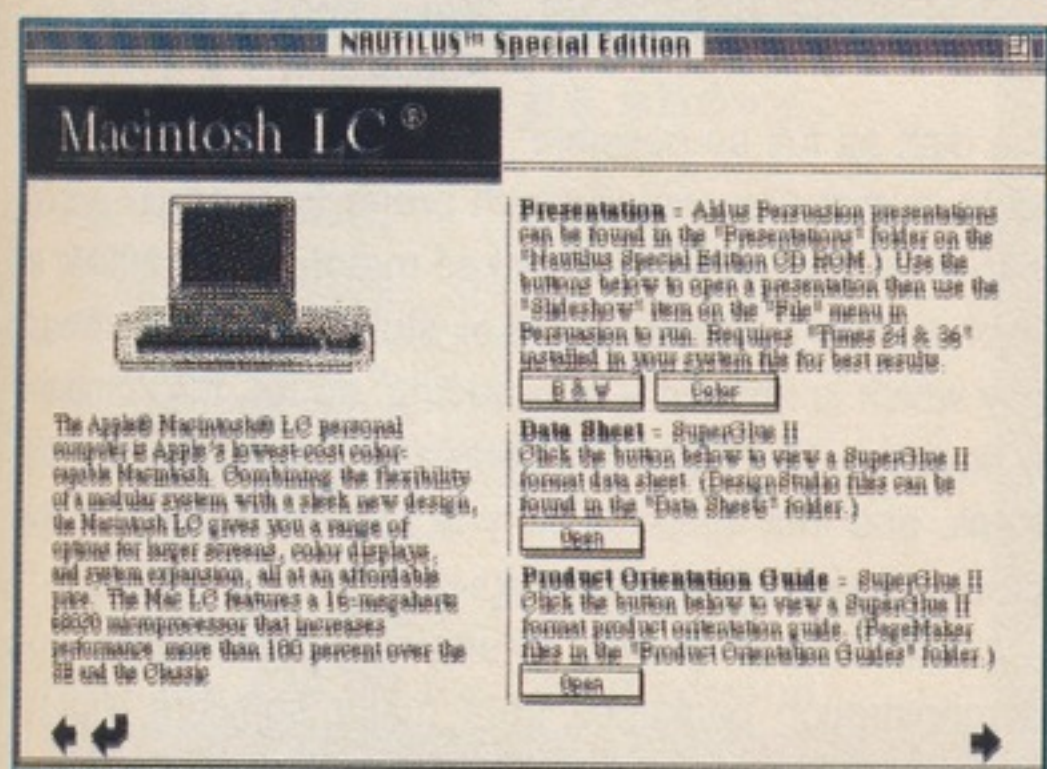 NAUTILUS™ Special Edition
Macintosh LC®
The Apple® Macintosh® LC personal
computer is Apple's lowest-cost color-
capable Macintosh. Combining the flexibility
of a modular system with a sleek new design,
the Macintosh LC gives you a range of
options for larger screens, color displays,
and system expansion, all at an affordable
price. The Mac LC features a 16-megahertz
68020 microprocessor that increases
performance more than 100 percent over the
SE and the Classic
Presentation - Aldus Persuasion presentations
can be found in the "Presentations" folder on the
"Nautilus Special Edition CD ROM.) Use the
buttons below to open a presentation then use the
"Slideshow" item on the "File" menu in
Persuasion to run. Requires "Times 24 & 36"
installed in your system file for best results.
B & W Color
Data Sheet - SuperGlue II
Click the button below to view a SuperGlue II
format data sheet. (DesignStudio files can be
found in the "Data Sheets" folder.)
Open
Product Orientation Guide - SuperGlue II
Click the button below to view a SuperGlue II
format product orientation guide. (PageMaker
files in the "Product Orientation Guides" folder.)
Open